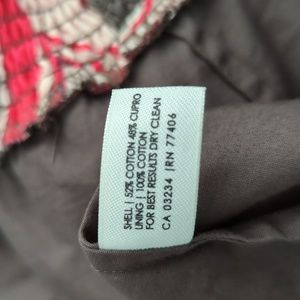 SHELL | 52% COTTON 48% CUPRO
LINING | 100% COTTON
FOR BEST RESULTS DRY CLEAN
CA 03234 | RN 77406